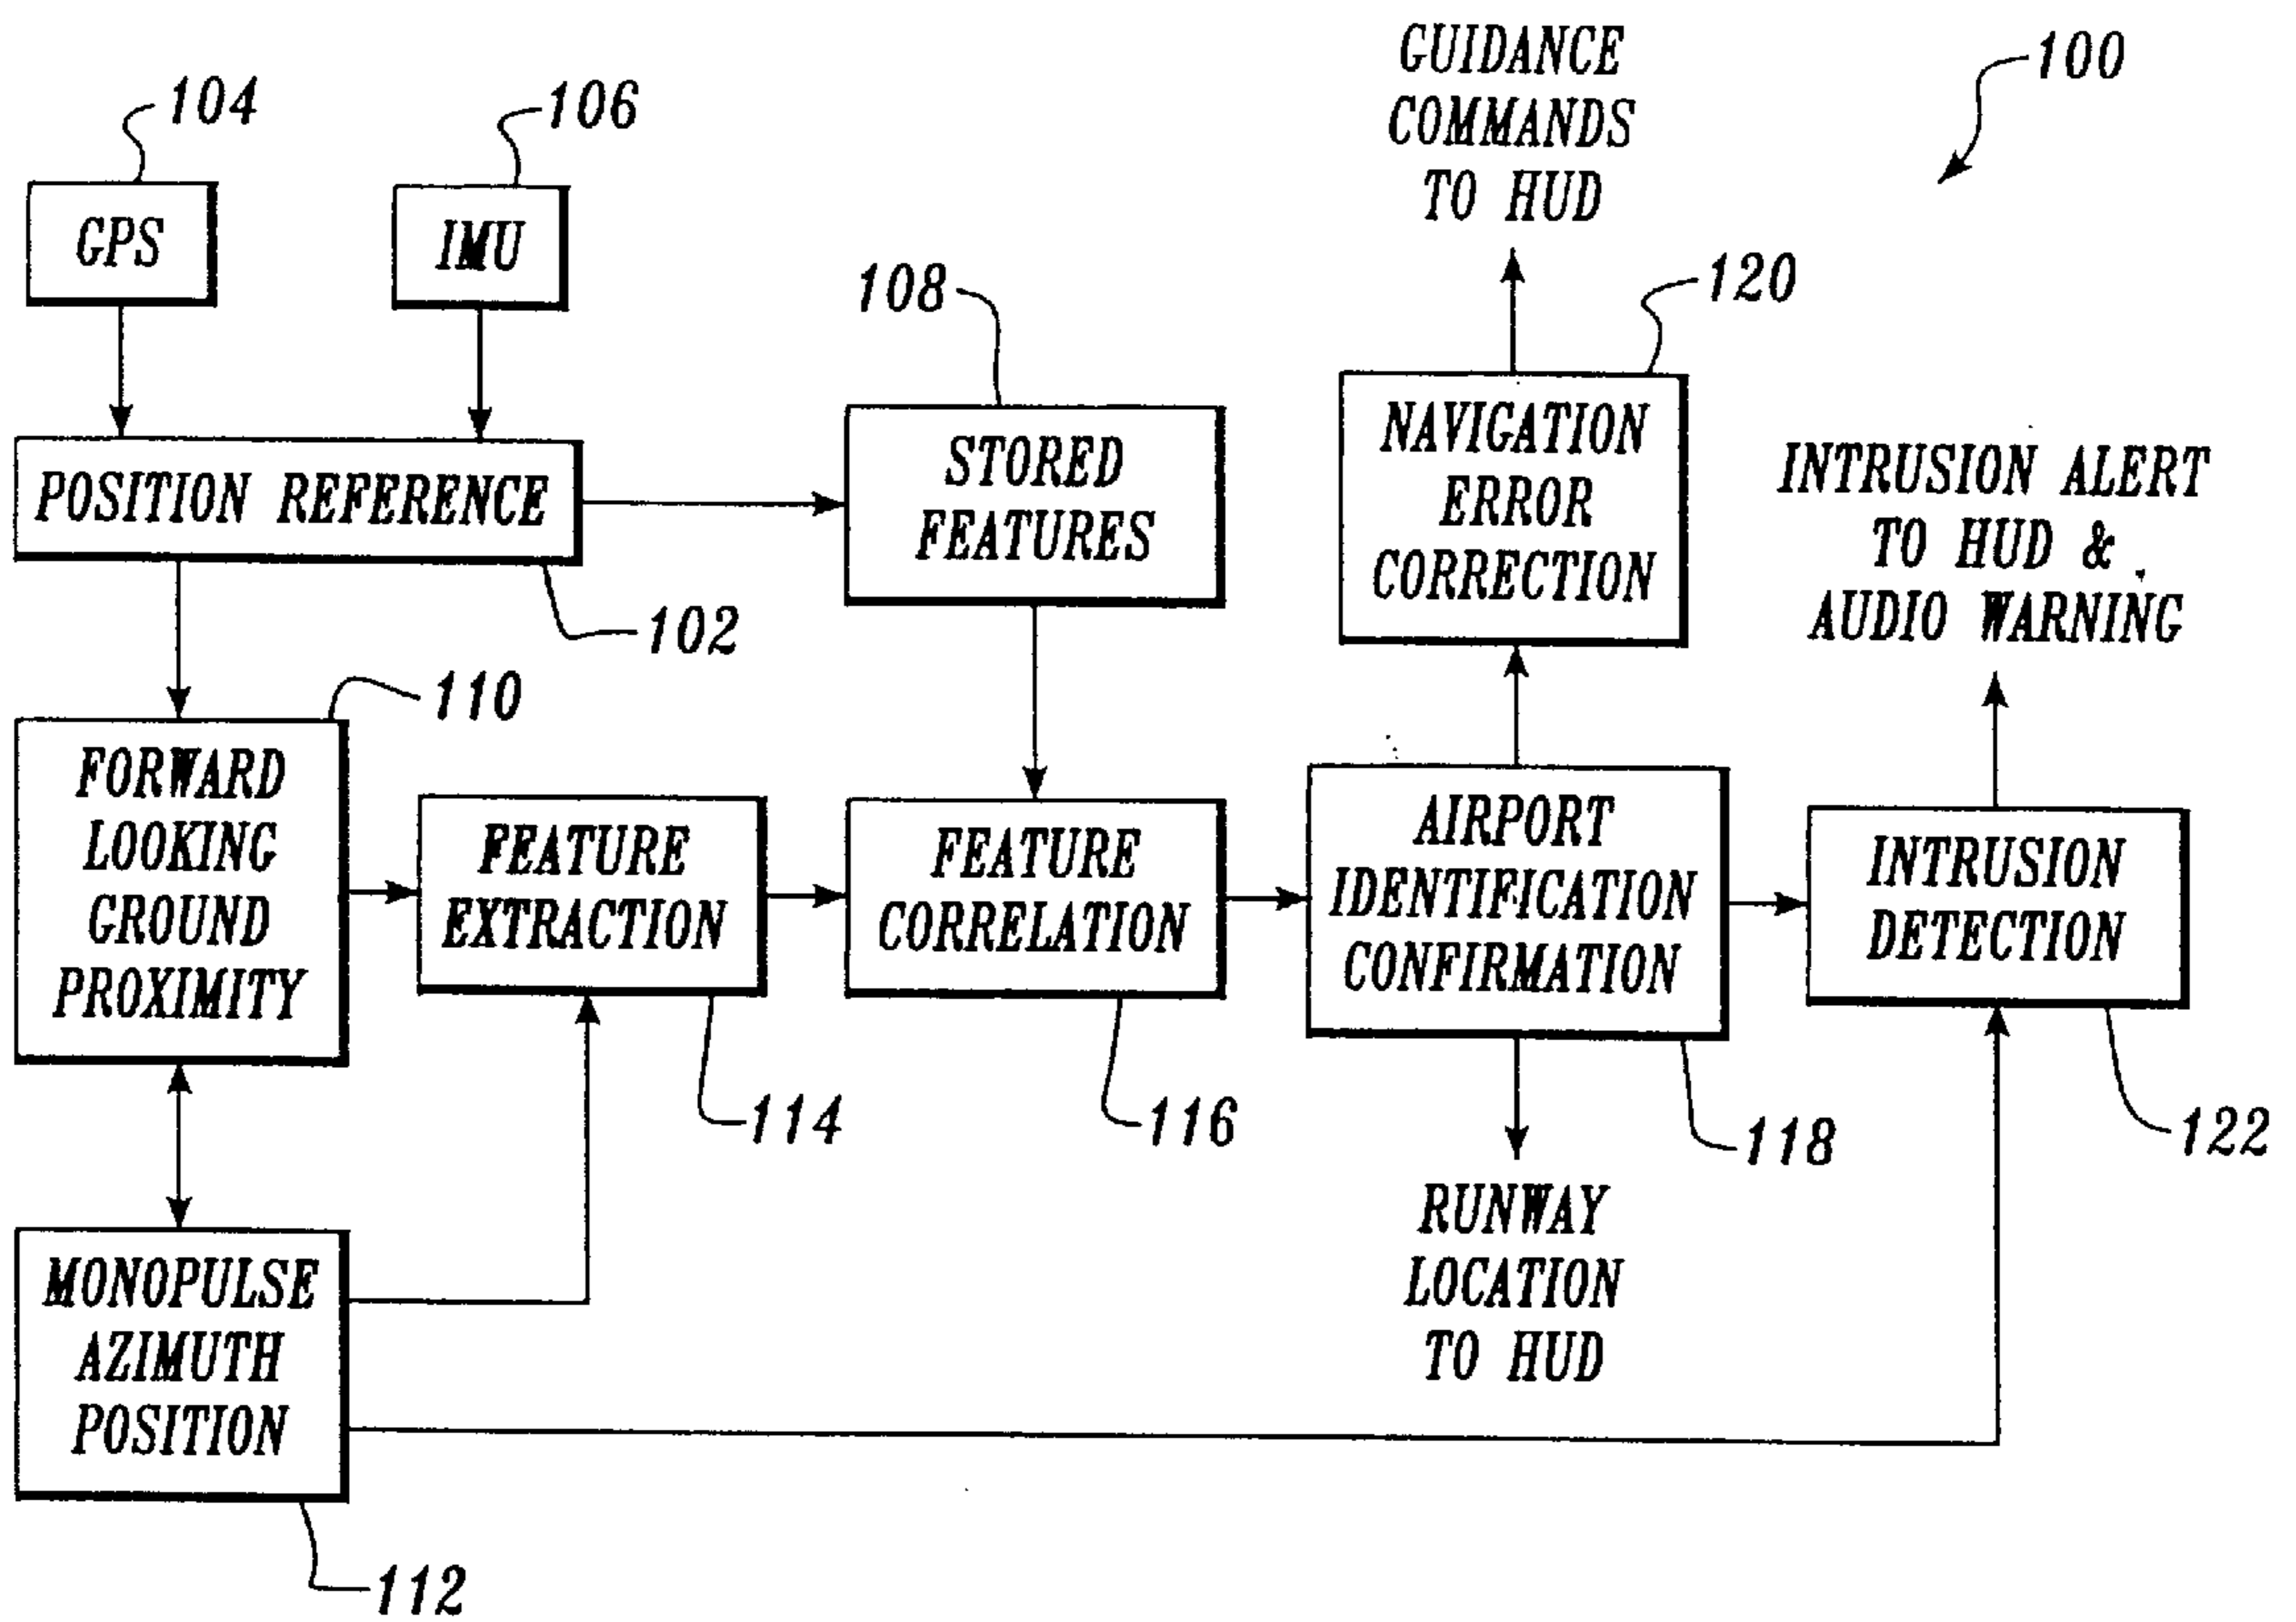 GUIDANCE
COMMANDS
TO HUD
100
104
106
GPS
IMU
108
120
STORED
FEATURES
NAVIGATION
ERROR
CORRECTION
INTRUSION ALERT
TO HUD &
AUDIO WARNING
POSITION REFERENCE
102
110
FORWARD
LOOKING
GROUND
PROXIMITY
FEATURE
EXTRACTION
FEATURE
CORRELATION
AIRPORT
IDENTIFICATION
CONFIRMATION
INTRUSION
DETECTION
114
116
118
122
RUNWAY
LOCATION
TO HUD
MONOPULSE
AZIMUTH
POSITION
112